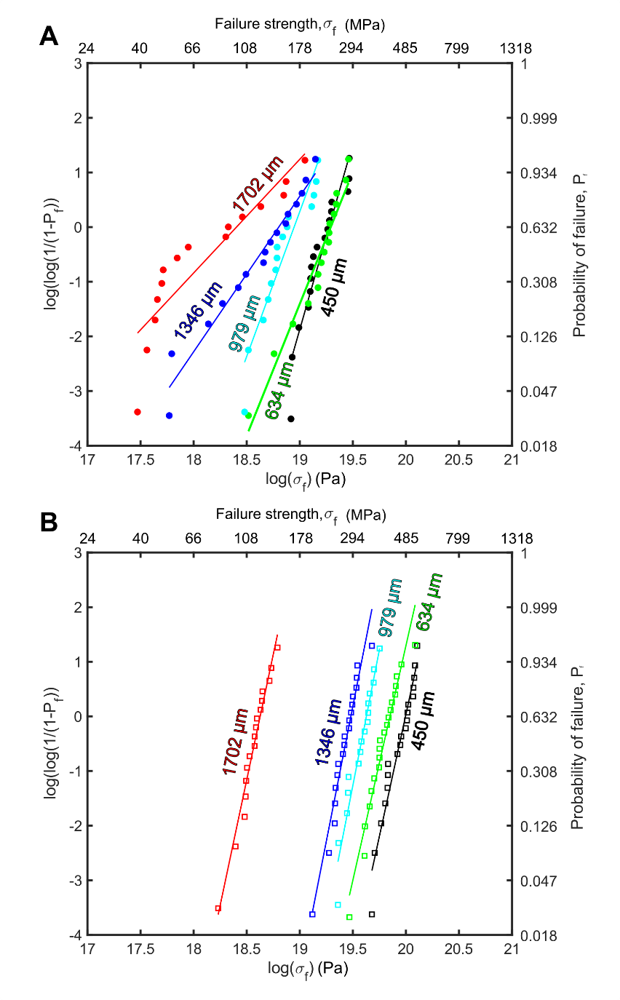 A
Failure strength,σf (MPa)
24 40 66 108 178 294 485 799 1318
3 1
2 0.999
1 0.934
0 0.632
-1 0.308
-2 0.126
-3 0.047
-4 0.018
log(log(1/(1-Pf))
Probability of failure, Pf
1702 μm
1346 μm
979 μm
634 μm
450 μm
17 17.5 18 18.5 19 19.5 20 20.5 21
log(σf) (Pa)
B
Failure strength,σf (MPa)
24 40 66 108 178 294 485 799 1318
3 1
2 0.999
1 0.934
0 0.632
-1 0.308
-2 0.126
-3 0.047
-4 0.018
log(log(1/(1-Pf))
Probability of failure, Pf
1702 μm
1346 μm
979 μm
634 μm
450 μm
17 17.5 18 18.5 19 19.5 20 20.5 21
log(σf) (Pa)